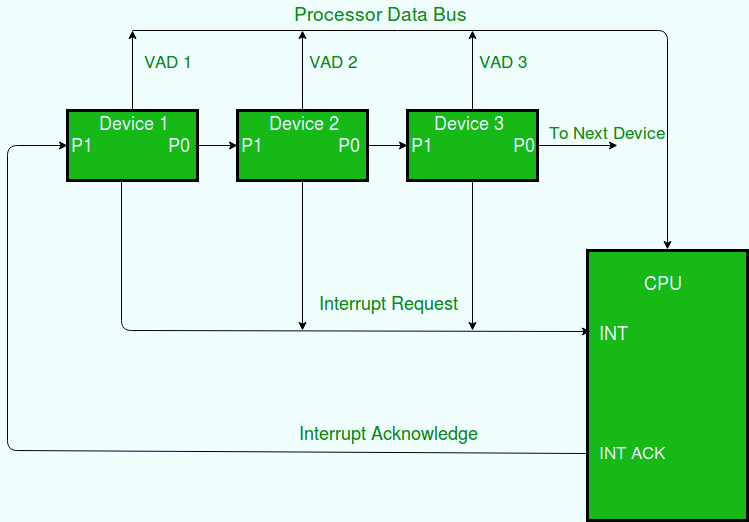 Processor Data Bus
VAD 1
VAD 2
VAD 3
Device 1
P1
P0
Device 2
P1
P0
Device 3
P1
P0
To Next Device
CPU
Interrupt Request
INT
Interrupt Acknowledge
INT ACK